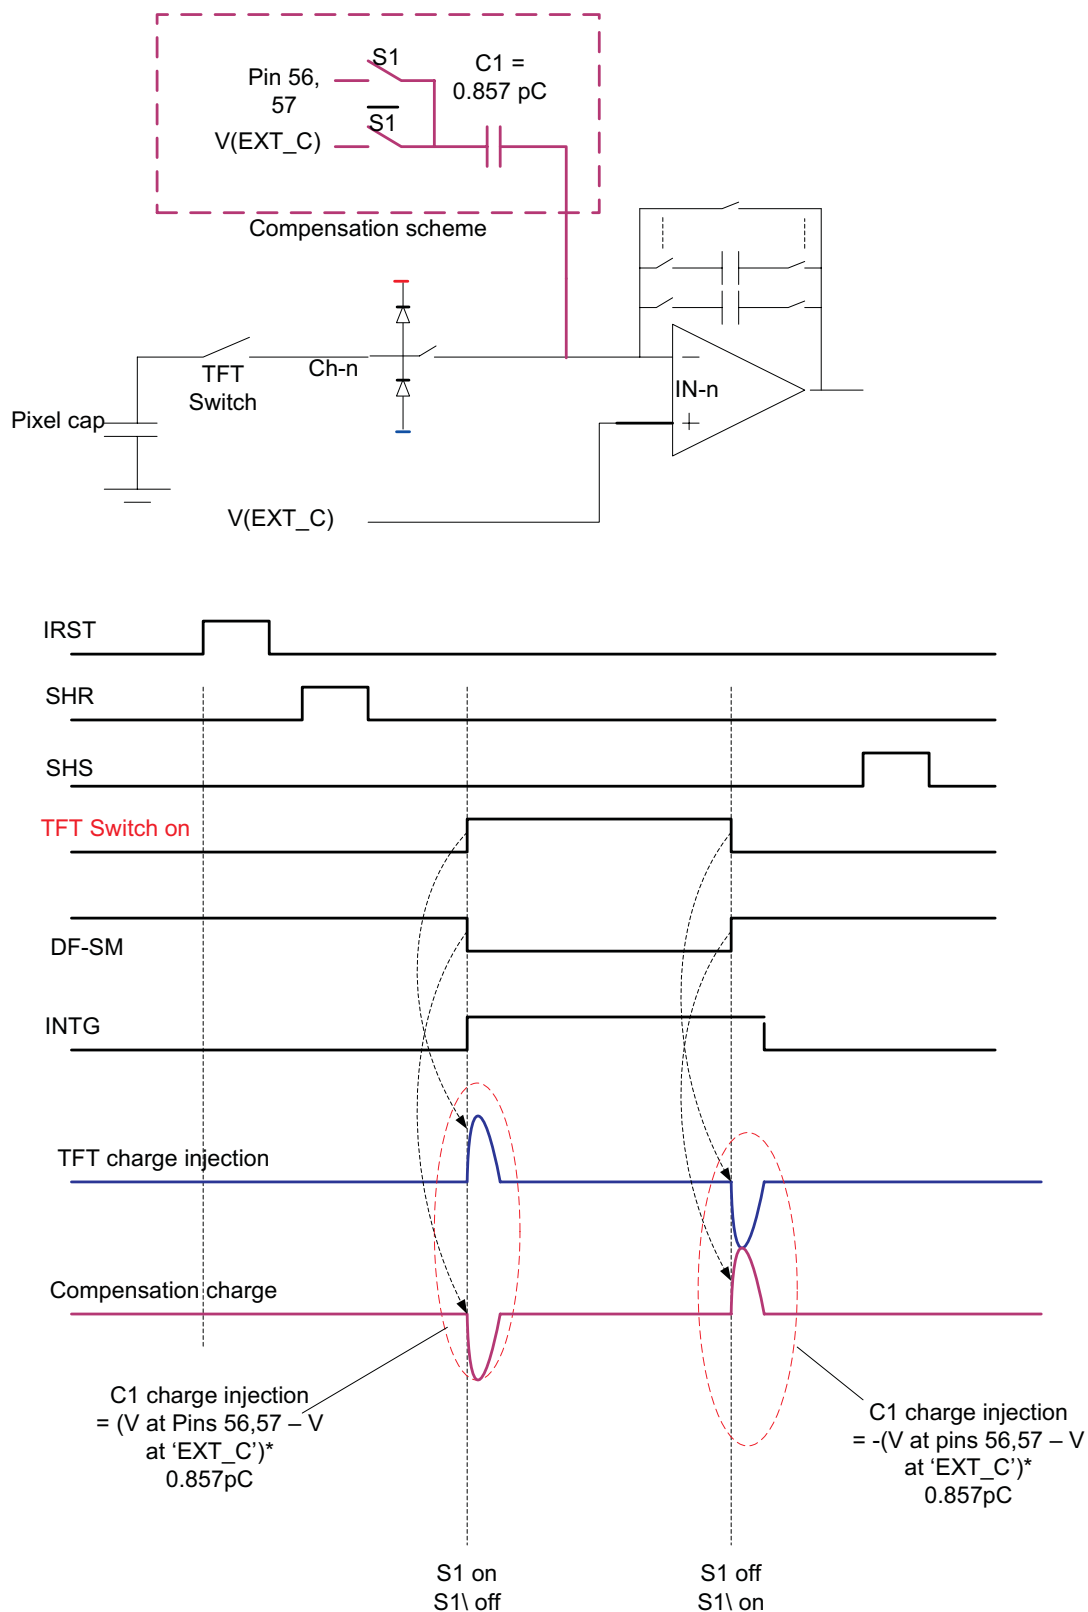 S1
C1 =
Pin 56,
0.857 pC
57
S1
V(EXT_C)
Compensation scheme
TFT
Switch
Ch-n
IN-n
Pixel cap
V(EXT_C)
IRST
SHR
SHS
TFT Switch on
DF-SM
INTG
TFT charge injection
Compensation charge
C1 charge injection
= (V at Pins 56,57 – V
at ‘EXT_C’)*
0.857pC
C1 charge injection
= -(V at pins 56,57 – V
at ‘EXT_C’)*
0.857pC
S1 on
S1\ off
S1 off
S1\ on